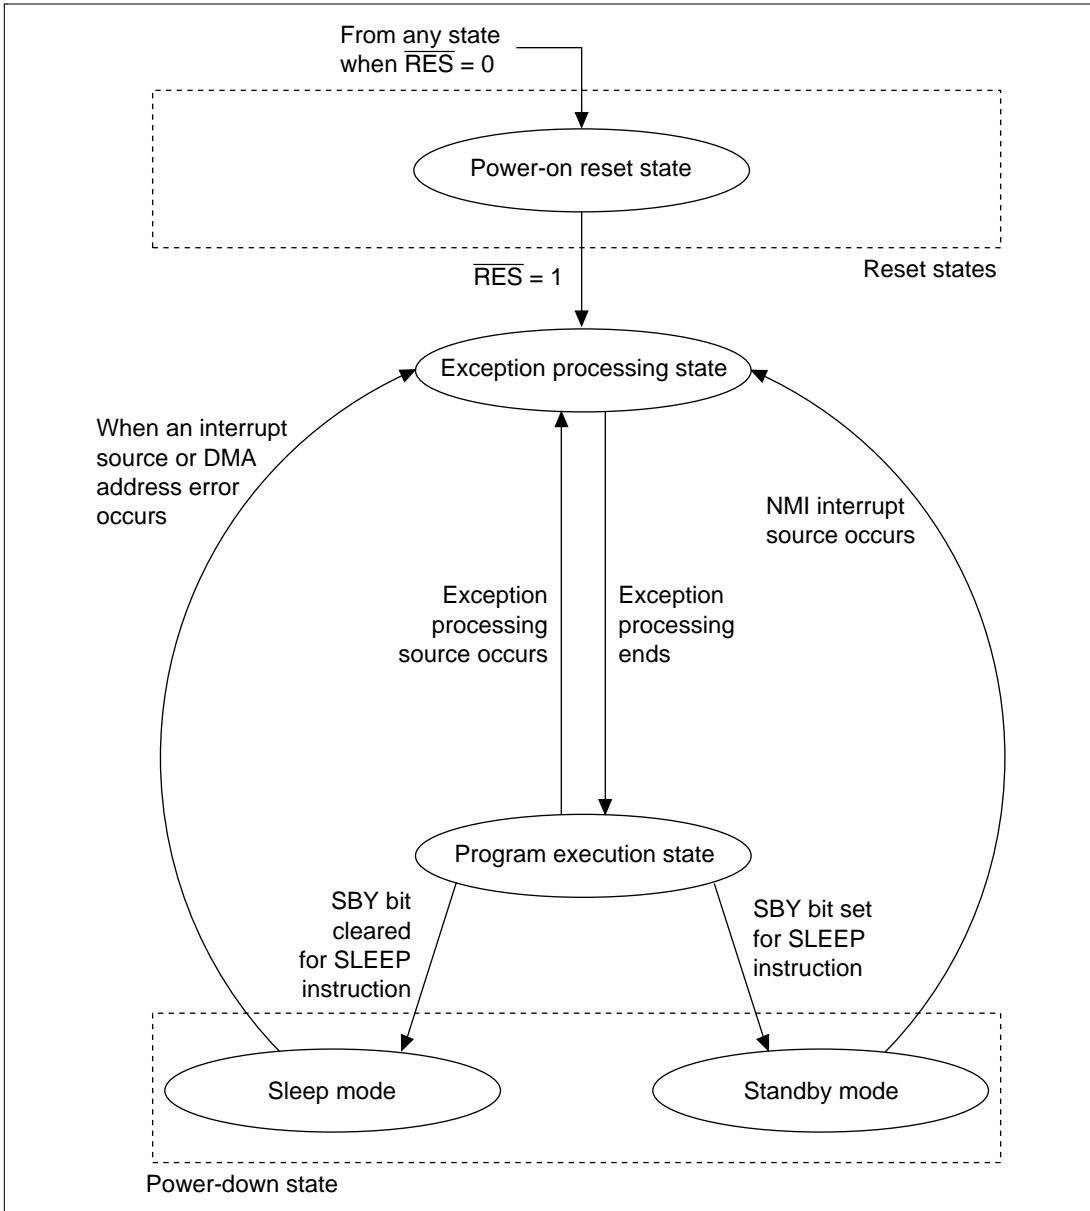 From any state
when R̅E̅S̅ = 0
Power-on reset state
R̅E̅S̅ = 1
Reset states
Exception processing state
When an interrupt
source or DMA
address error
occurs
NMI interrupt
source occurs
Exception
processing
source occurs
Exception
processing
ends
Program execution state
SBY bit
cleared
for SLEEP
instruction
SBY bit set
for SLEEP
instruction
Sleep mode
Standby mode
Power-down state